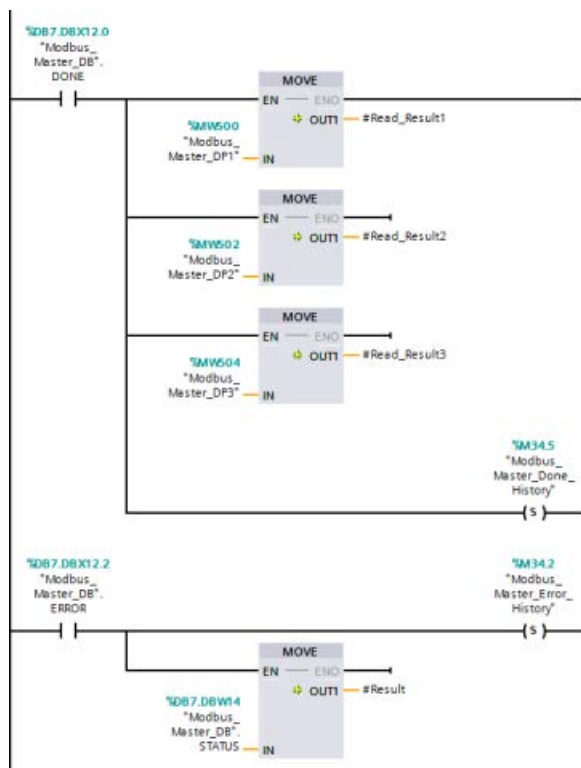 %DB7.DBX12.0
"Modbus_
Master_DB".
DONE
MOVE
EN ENO
OUT1 #Read_Result1
%MW500
"Modbus_
Master_DP1" IN
MOVE
EN ENO
OUT1 #Read_Result2
%MW502
"Modbus_
Master_DP2" IN
MOVE
EN ENO
OUT1 #Read_Result3
%MW504
"Modbus_
Master_DP3" IN
%M34.5
"Modbus_
Master_Done_
History"
( S )
%DB7.DBX12.2
"Modbus_
Master_DB".
ERROR
%M34.2
"Modbus_
Master_Error_
History"
( S )
MOVE
EN ENO
OUT1 #Result
%DB7.DBW14
"Modbus_
Master_DB".
STATUS IN